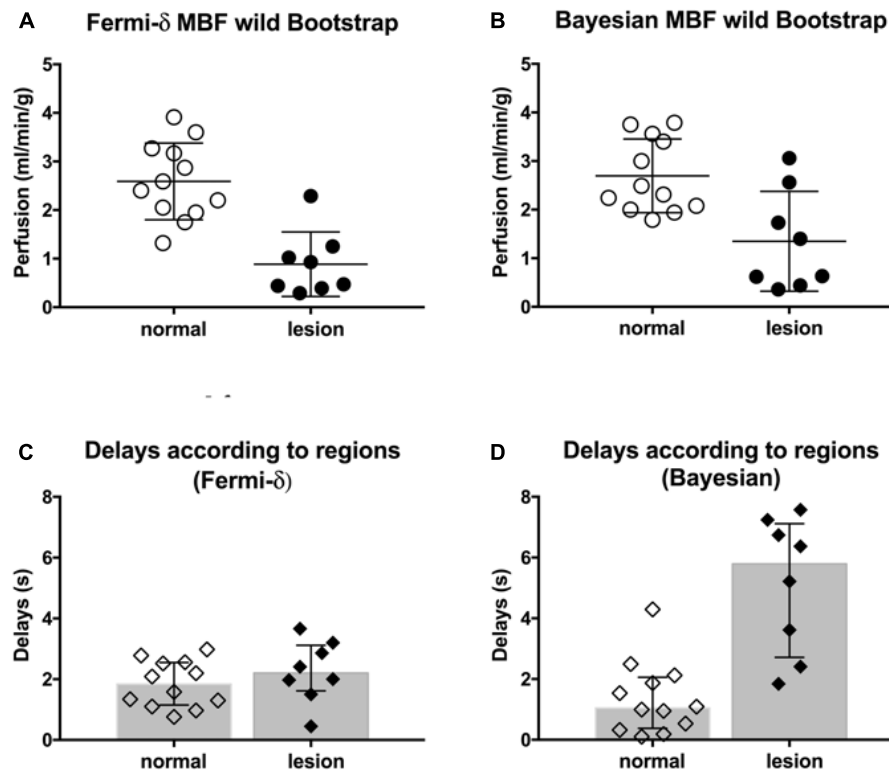 A
Fermi-δ MBF wild Bootstrap
Perfusion (ml/min/g)
5
4
3
2
1
0
normal
lesion
B
Bayesian MBF wild Bootstrap
Perfusion (ml/min/g)
5
4
3
2
1
0
normal
lesion
C
Delays according to regions
(Fermi-δ)
Delays (s)
8
6
4
2
0
normal
lesion
D
Delays according to regions
(Bayesian)
Delays (s)
8
6
4
2
0
normal
lesion